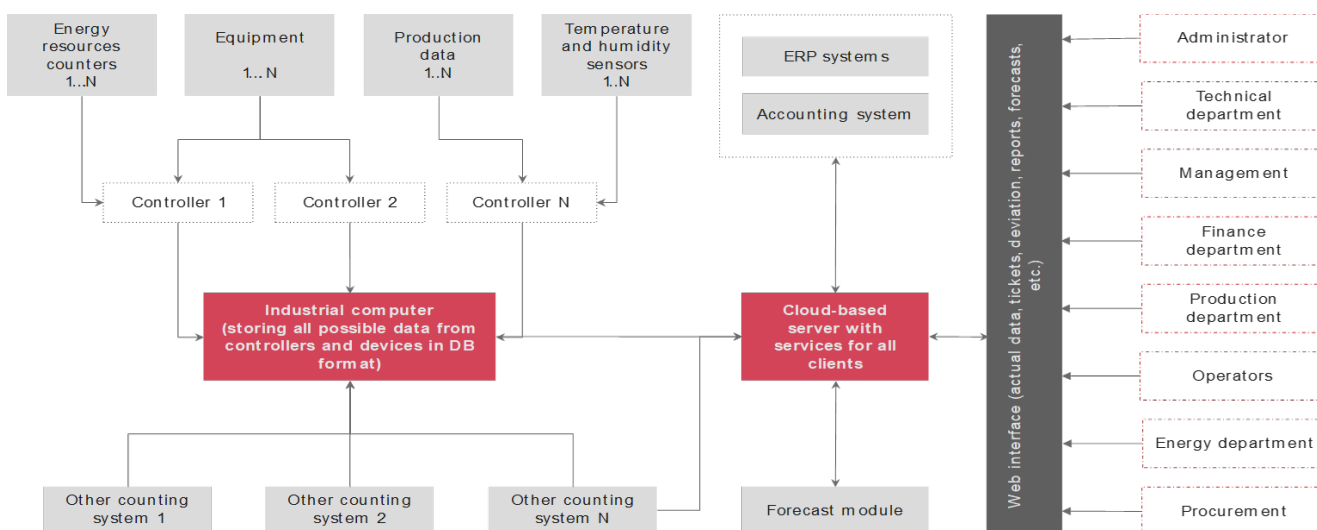 Energy
resources
counters
1...N
Equipment
1... N
Production
data
1..N
Temperature
and humidity
sensors
1..N
ERP systems
Accounting system
Controller 1
Controller 2
Controller N
Industrial computer
(storing all possible data from
controllers and devices in DB
format)
Cloud-based
server with
services for all
clients
Other counting
system 1
Other counting
system 2
Other counting
system N
Forecast module
Web interface (actual data, tickets, deviation, reports, forecasts,
etc.)
Administrator
Technical
department
Management
Finance
department
Production
department
Operators
Energy department
Procurement